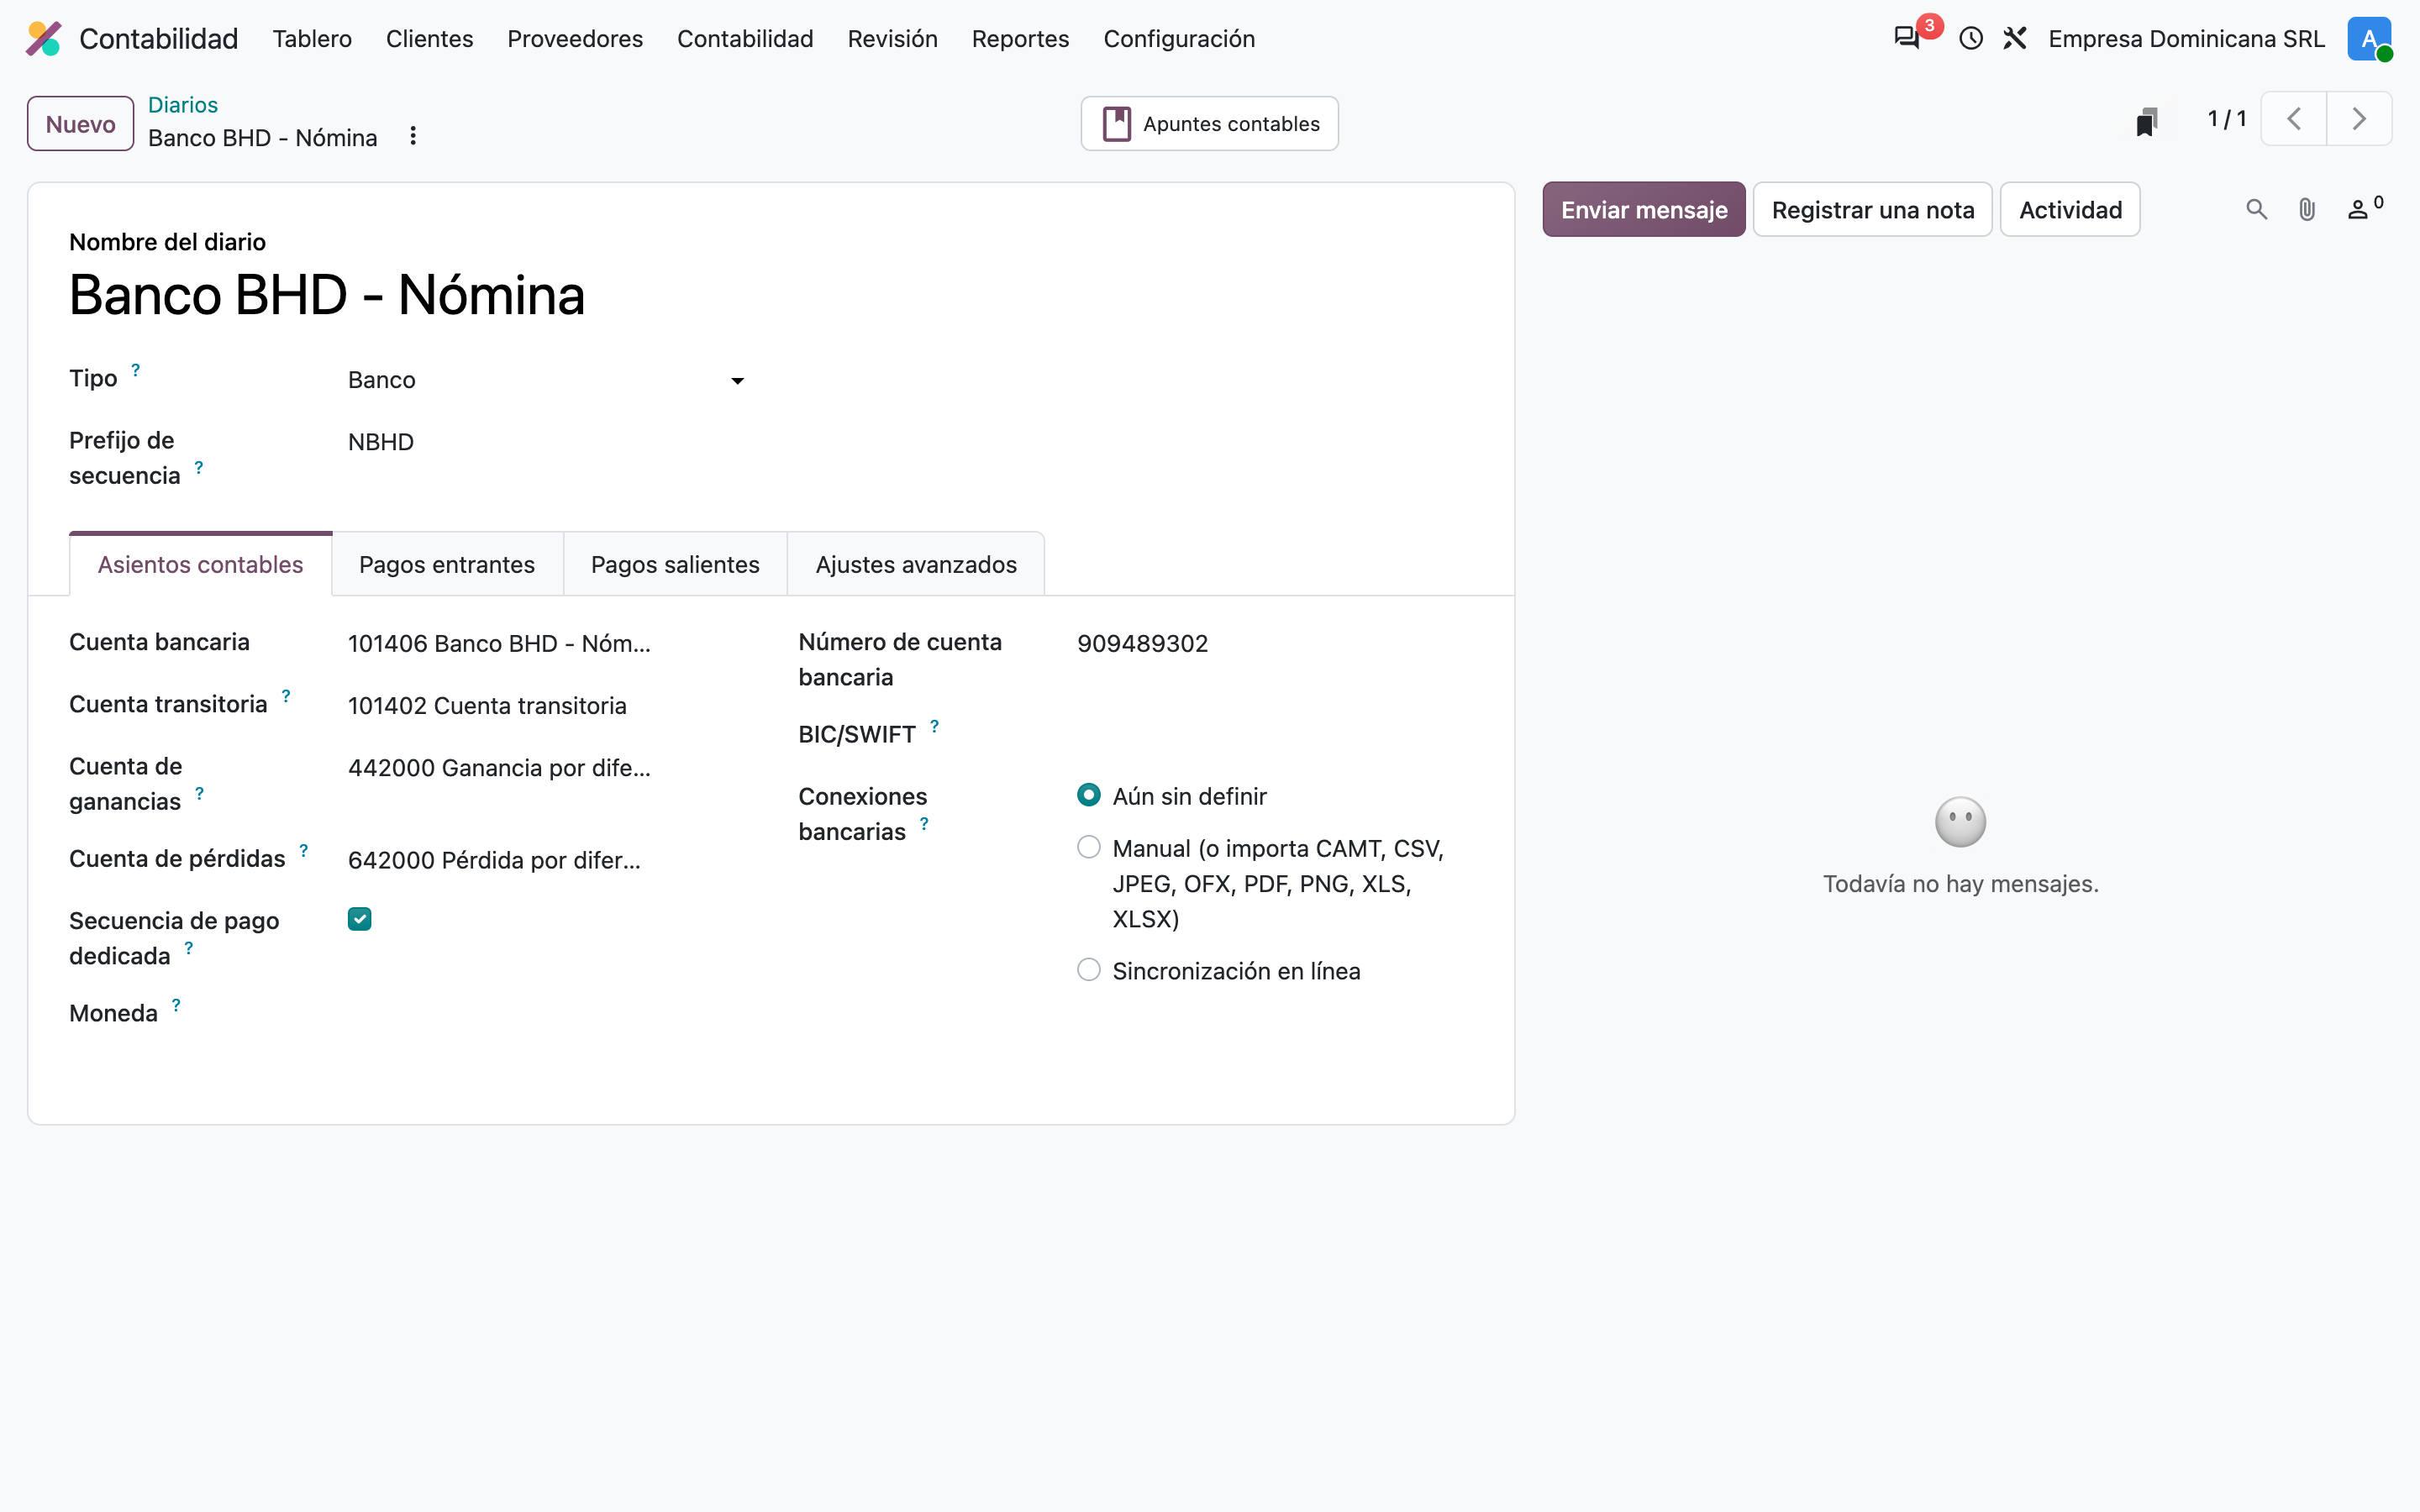 Contabilidad Tablero Clientes Proveedores Contabilidad Revisión Reportes Configuración 3 Empresa Dominicana SRL A
Nuevo Diarios
Banco BHD - Nómina
Apuntes contables
1 / 1
Enviar mensaje Registrar una nota Actividad 0
Nombre del diario
Banco BHD - Nómina
Tipo ? Banco
Prefijo de
secuencia ? NBHD
Asientos contables Pagos entrantes Pagos salientes Ajustes avanzados
Cuenta bancaria 101406 Banco BHD - Nóm...
Cuenta transitoria ? 101402 Cuenta transitoria
Cuenta de
ganancias ? 442000 Ganancia por dife...
Cuenta de pérdidas ? 642000 Pérdida por difer...
Secuencia de pago
dedicada ?
Moneda ?
Número de cuenta
bancaria 909489302
BIC/SWIFT ?
Conexiones
bancarias ?
Aún sin definir
Manual (o importa CAMT, CSV,
JPEG, OFX, PDF, PNG, XLS,
XLSX)
Sincronización en línea
Todavía no hay mensajes.